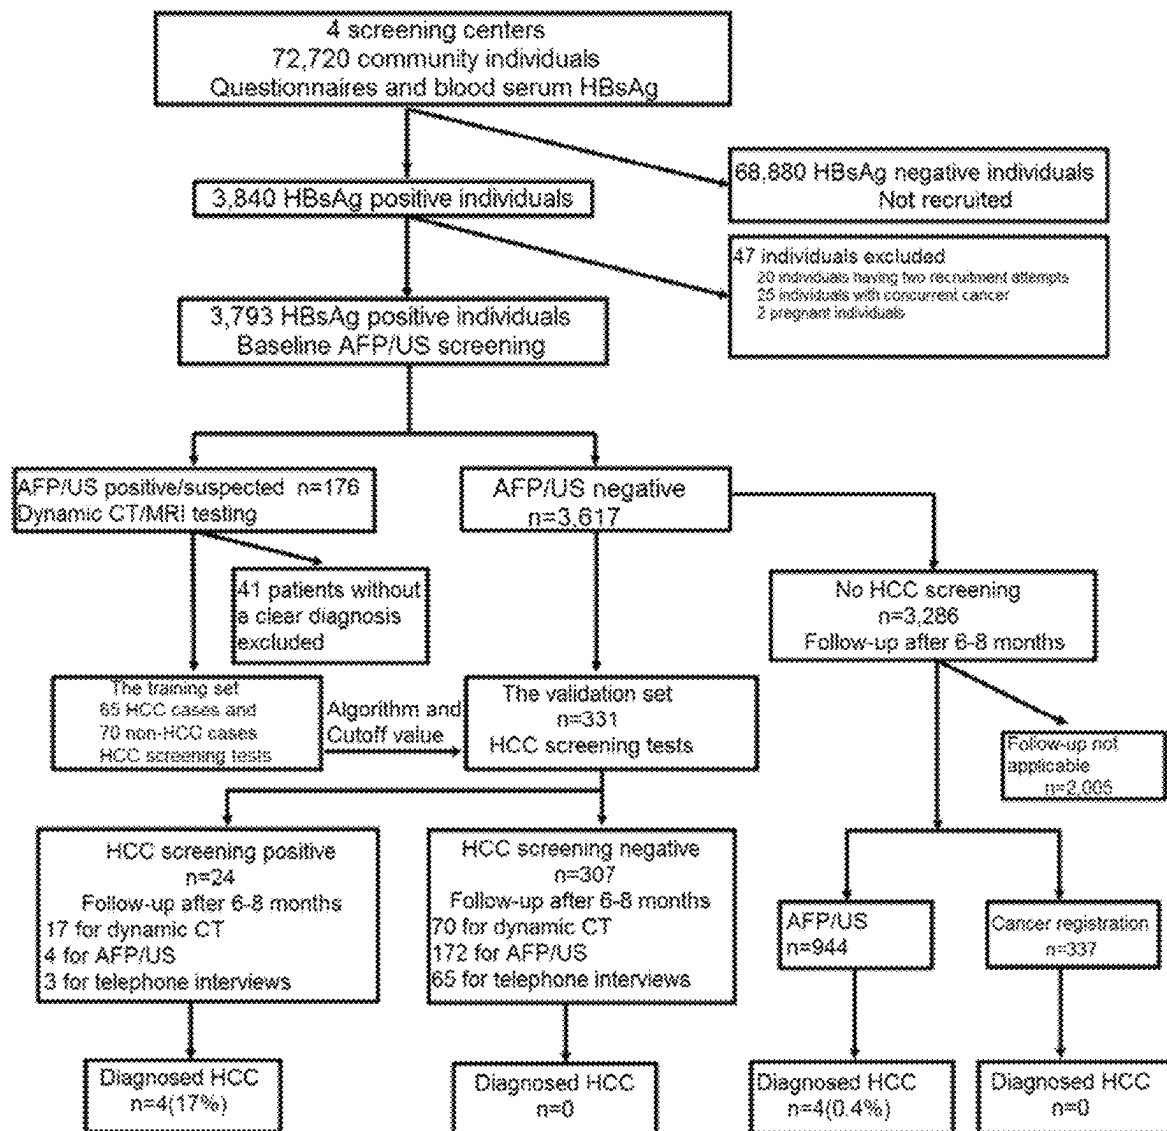 4 screening centers
72,720 community individuals
Questionnaires and blood serum HBsAg
68,880 HBsAg negative individuals
Not recruited
3,840 HBsAg positive individuals
47 individuals excluded
20 individuals having two recruitment attempts
25 individuals with concurrent cancer
2 pregnant individuals
3,793 HBsAg positive individuals
Baseline AFP/US screening
AFP/US positive/suspected n=176
Dynamic CT/MRI testing
AFP/US negative
n=3,617
41 patients without
a clear diagnosis
excluded
No HCC screening
n=3,286
Follow-up after 6-8 months
The training set
65 HCC cases and
70 non-HCC cases
HCC screening tests
Algorithm and
Cutoff value
The validation set
n=331
HCC screening tests
Follow-up not
applicable
n=2,005
HCC screening positive
n=24
Follow-up after 6-8 months
17 for dynamic CT
4 for AFP/US
3 for telephone interviews
HCC screening negative
n=307
Follow-up after 6-8 months
70 for dynamic CT
172 for AFP/US
65 for telephone interviews
AFP/US
n=944
Cancer registration
n=337
Diagnosed HCC
n=4(17%)
Diagnosed HCC
n=0
Diagnosed HCC
n=4(0.4%)
Diagnosed HCC
n=0